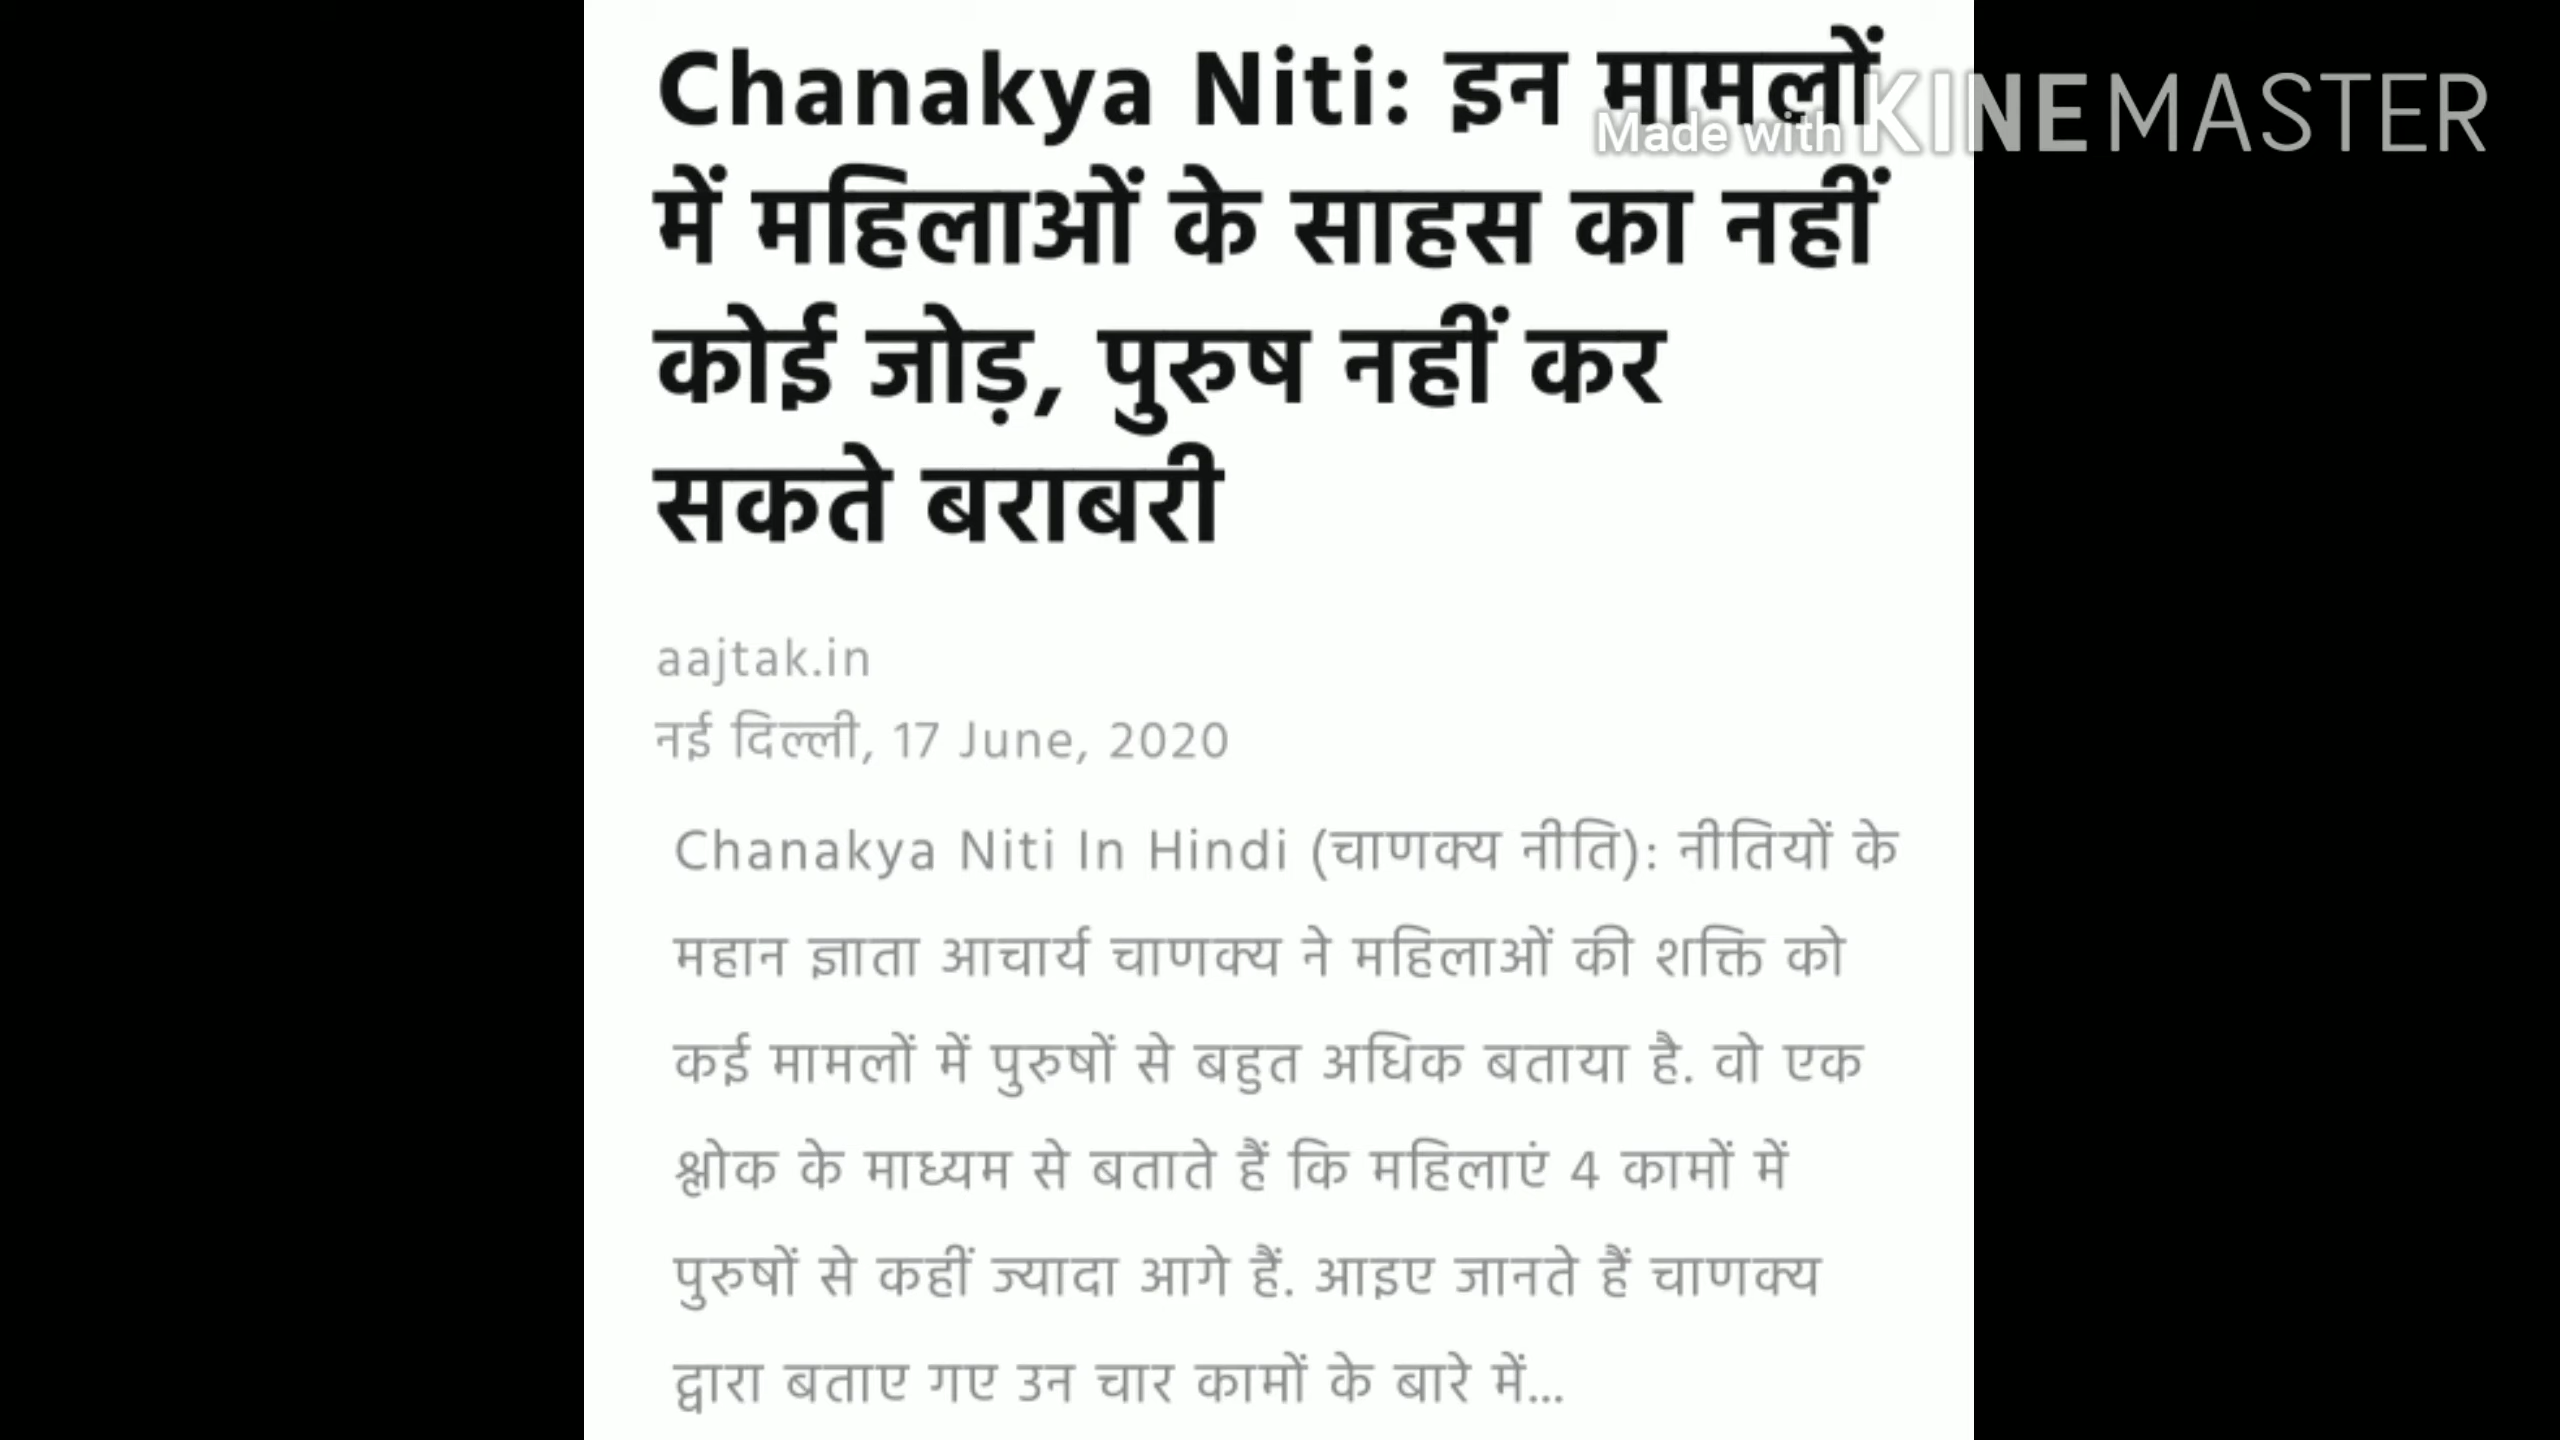 Chanakya Niti: इन मामलों
Made with KINEMASTER
में महिलाओं के साहस का नहीं
कोई जोड़, पुरुष नहीं कर
सकते बराबरी
aajtak.in
नई दिल्ली, 17 June, 2020
Chanakya Niti In Hindi (चाणक्य नीति): नीतियों के
महान ज्ञाता आचार्य चाणक्य ने महिलाओं की शक्ति को
कई मामलों में पुरुषों से बहुत अधिक बताया है. वो एक
श्लोक के माध्यम से बताते हैं कि महिलाएं 4 कामों में
पुरुषों से कहीं ज्यादा आगे हैं. आइए जानते हैं चाणक्य
द्वारा बताए गए उन चार कामों के बारे में...